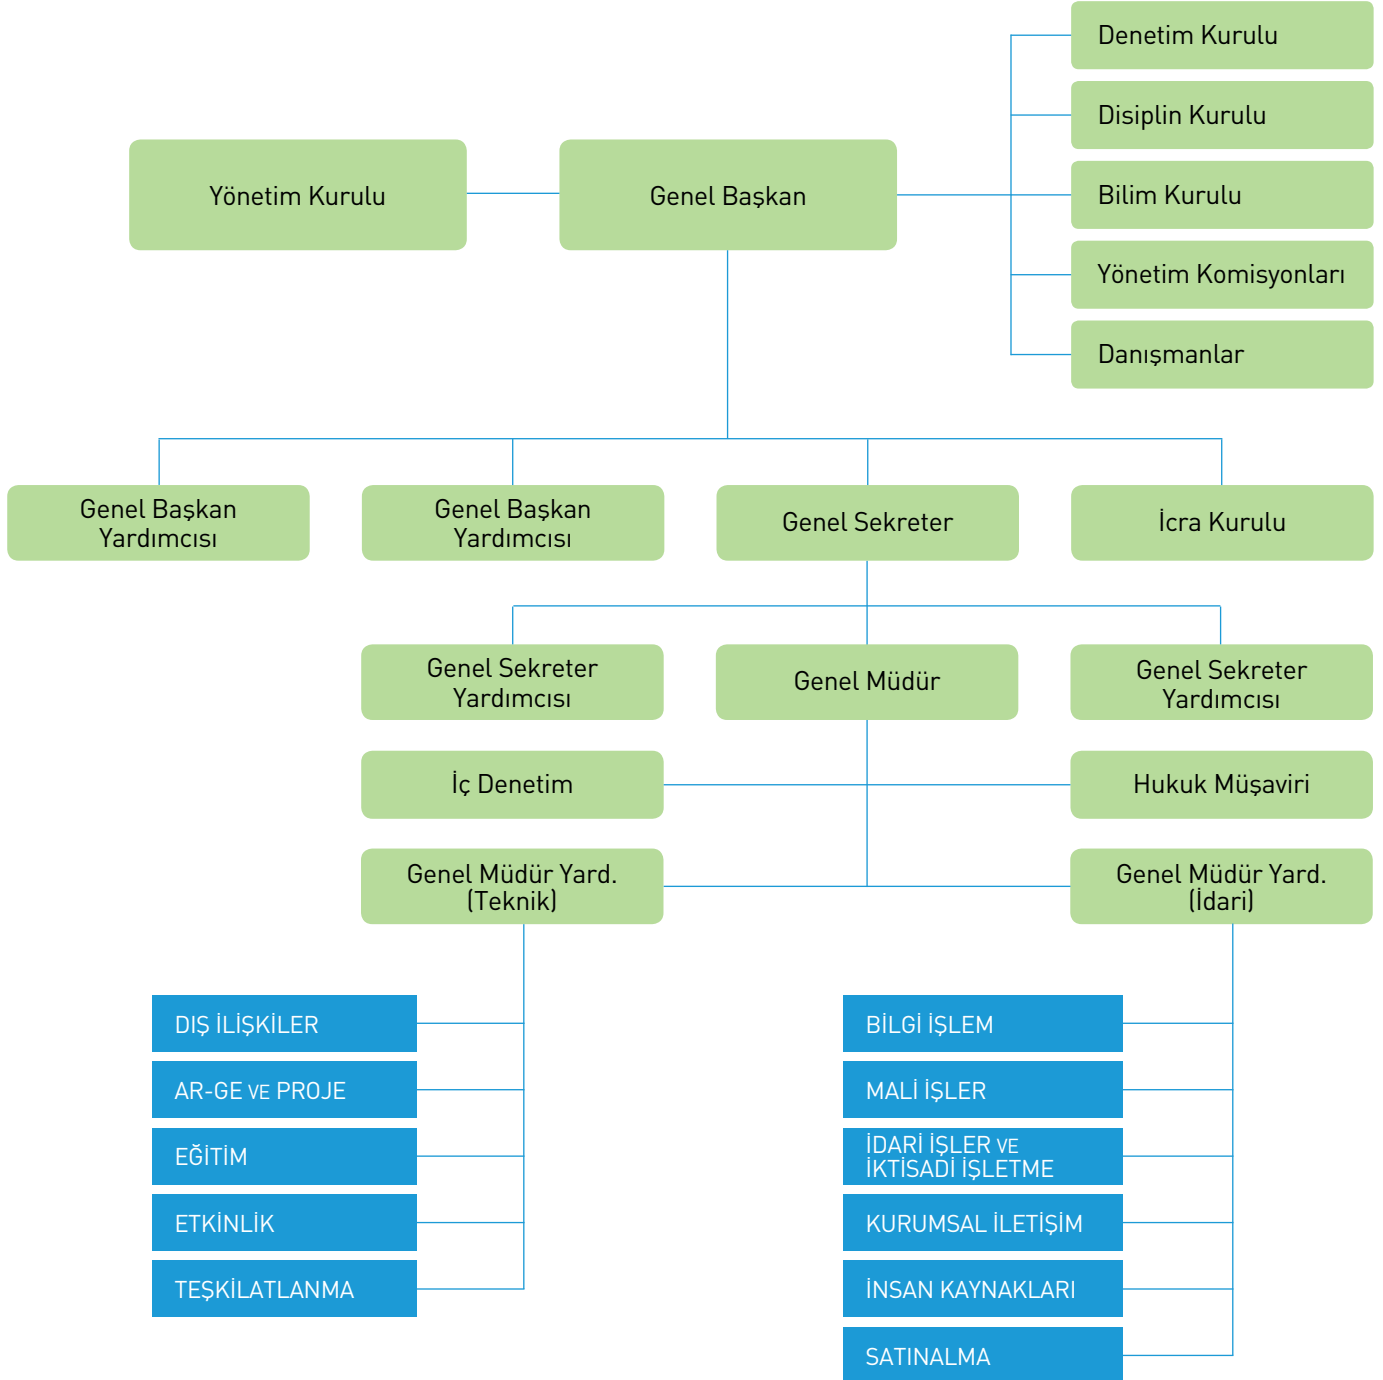 Denetim Kurulu
Disiplin Kurulu
Yönetim Kurulu
Genel Başkan
Bilim Kurulu
Yönetim Komisyonları
Danışmanlar
Genel Başkan
Yardımcısı
Genel Başkan
Yardımcısı
Genel Sekreter
İcra Kurulu
Genel Sekreter
Yardımcısı
Genel Müdür
Genel Sekreter
Yardımcısı
İç Denetim
Hukuk Müşaviri
Genel Müdür Yard.
(Teknik)
Genel Müdür Yard.
(İdari)
DIŞ İLİŞKİLER
AR-GE VE PROJE
EĞİTİM
ETKİNLİK
TEŞKİLATLANMA
BİLGİ İŞLEM
MALİ İŞLER
İDARİ İŞLER VE
İKTİSADİ İŞLETME
KURUMSAL İLETİŞİM
İNSAN KAYNAKLARI
SATINALMA